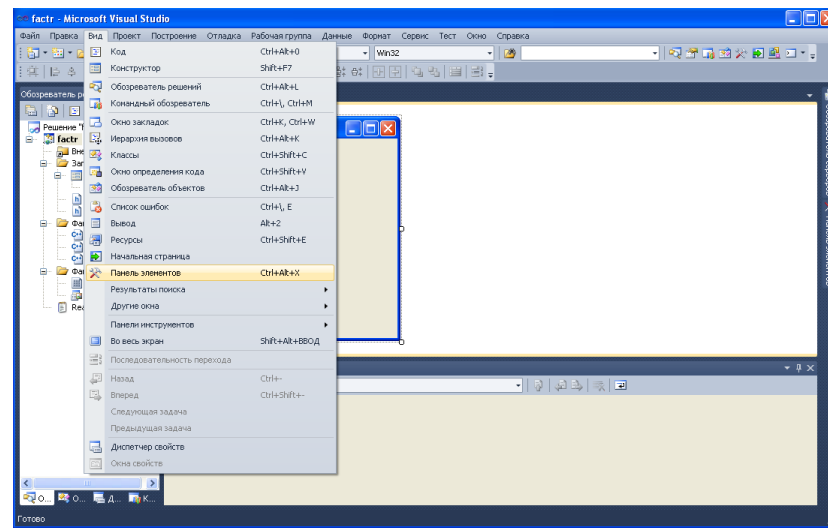 factr - Microsoft Visual Studio
Файл Правка Вид Проект Построение Отладка Рабочая группа Данные Формат Сервис Тест Окно Справка
Win32
Код Ctrl+Alt+0
Конструктор Shift+F7
Обозреватель решений Ctrl+Alt+L
Командный обозреватель Ctrl+\, Ctrl+M
Окно закладок Ctrl+K, Ctrl+W
Иерархия вызовов Ctrl+Alt+K
Классы Ctrl+Shift+C
Окно определения кода Ctrl+Shift+V
Обозреватель объектов Ctrl+Alt+J
Список ошибок Ctrl+\, E
Вывод Alt+2
Ресурсы Ctrl+Shift+E
Начальная страница
Панель элементов Ctrl+Alt+X
Результаты поиска
Другие окна
Панели инструментов
Во весь экран Shift+Alt+ВВОД
Последовательность перехода
Назад Ctrl+-
Вперед Ctrl+Shift+-
Следующая задача
Предыдущая задача
Диспетчер свойств
Окна свойств
Обозреватель р
Решение "f
factr
Вне
Заг
Фа
Фа
Rea
О... О... Д... К...
Готово